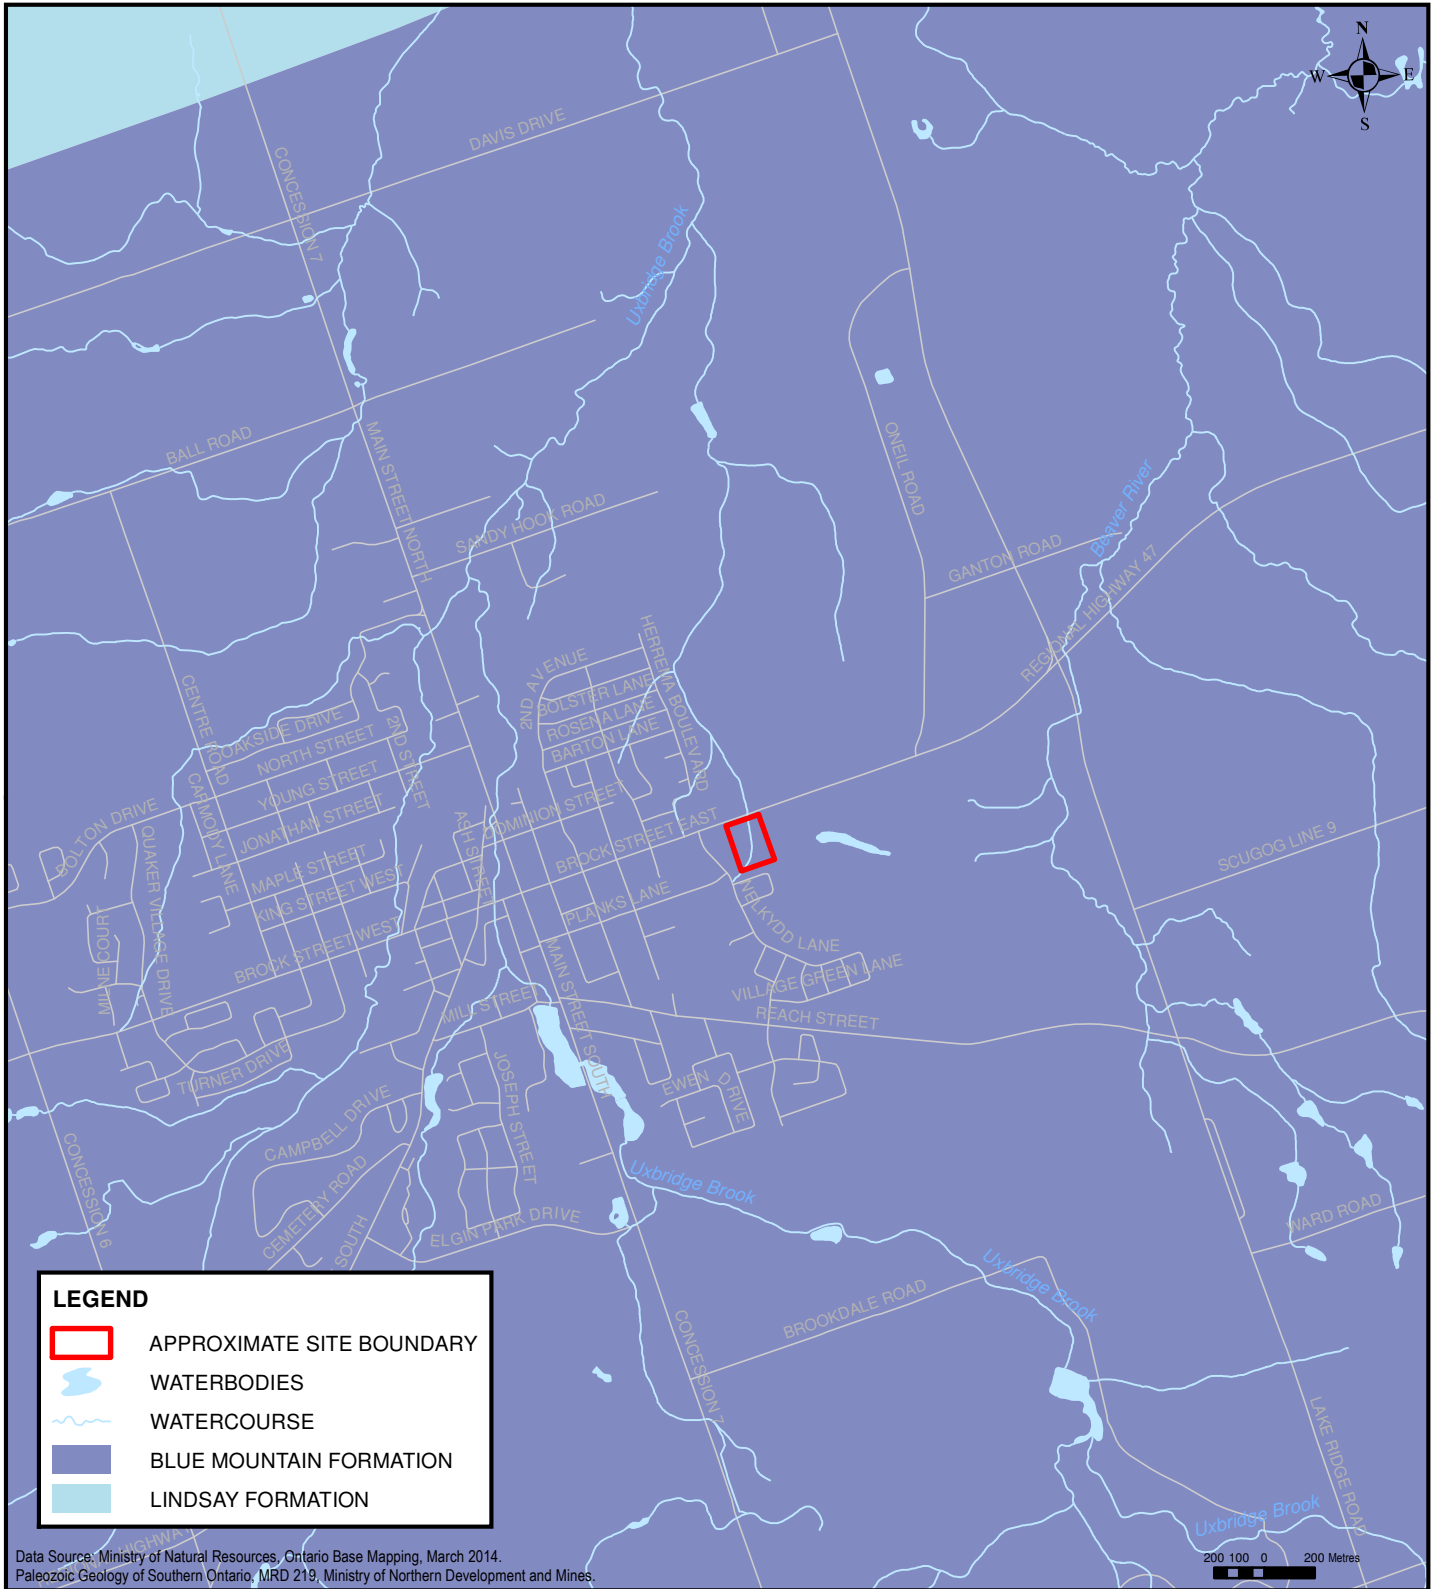 N
W
E
S
DAVIS DRIVE
CONCESSION 7
Uxbridge Brook
BALL ROAD
MAIN STREET NORTH
SANDY HOOK ROAD
ONEIL ROAD
GANTON ROAD
Beaver River
REGIONAL HIGHWAY 47
HERREMA BOULEVARD
2ND AVENUE
BOLSTER LANE
ROSENA LANE
BARTON LANE
CENTRE ROAD
OAKSIDE DRIVE
NORTH STREET
2ND STREET
YOUNG STREET
JONATHAN STREET
CARMODY LANE
BOLTON DRIVE
QUAKER VILLAGE DRIVE
MAPLE STREET
KING STREET WEST
ASH STREET
DOMINION STREET
BROCK STREET EAST
PLANKS LANE
NELKYDD LANE
SCUGOG LINE 9
MILNE COURT
BROCK STREET WEST
MAIN STREET SOUTH
VILLAGE GREEN LANE
MILL STREET
REACH STREET
TURNER DRIVE
JOSEPH STREET
EWEN DRIVE
CAMPBELL DRIVE
CONCESSION 6
CEMETERY ROAD
SOUTH
ELGIN PARK DRIVE
Uxbridge Brook
WARD ROAD
Uxbridge Brook
BROOKDALE ROAD
CONCESSION 7
LAKE RIDGE ROAD
Uxbridge Brook
LEGEND
APPROXIMATE SITE BOUNDARY
WATERBODIES
WATERCOURSE
BLUE MOUNTAIN FORMATION
LINDSAY FORMATION
Data Source: Ministry of Natural Resources, Ontario Base Mapping, March 2014.
Paleozoic Geology of Southern Ontario, MRD 219, Ministry of Northern Development and Mines.
200 100 0 200 Metres